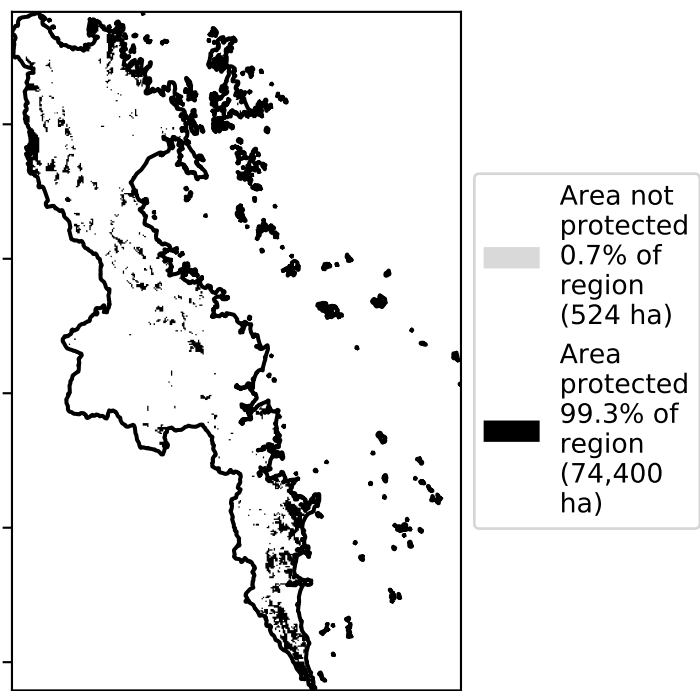 Area not
protected
0.7% of
region
(524 ha)
Area
protected
99.3% of
region
(74,400
ha)